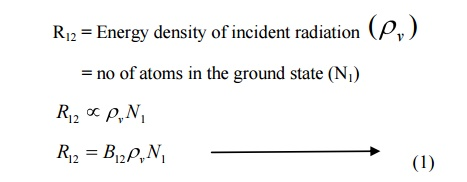 R₁₂ = Energy density of incident radiation (ρᵥ)
= no of atoms in the ground state (N₁)
R₁₂ ∝ ρᵥN₁
R₁₂ = B₁₂ρᵥN₁ ⟶ (1)